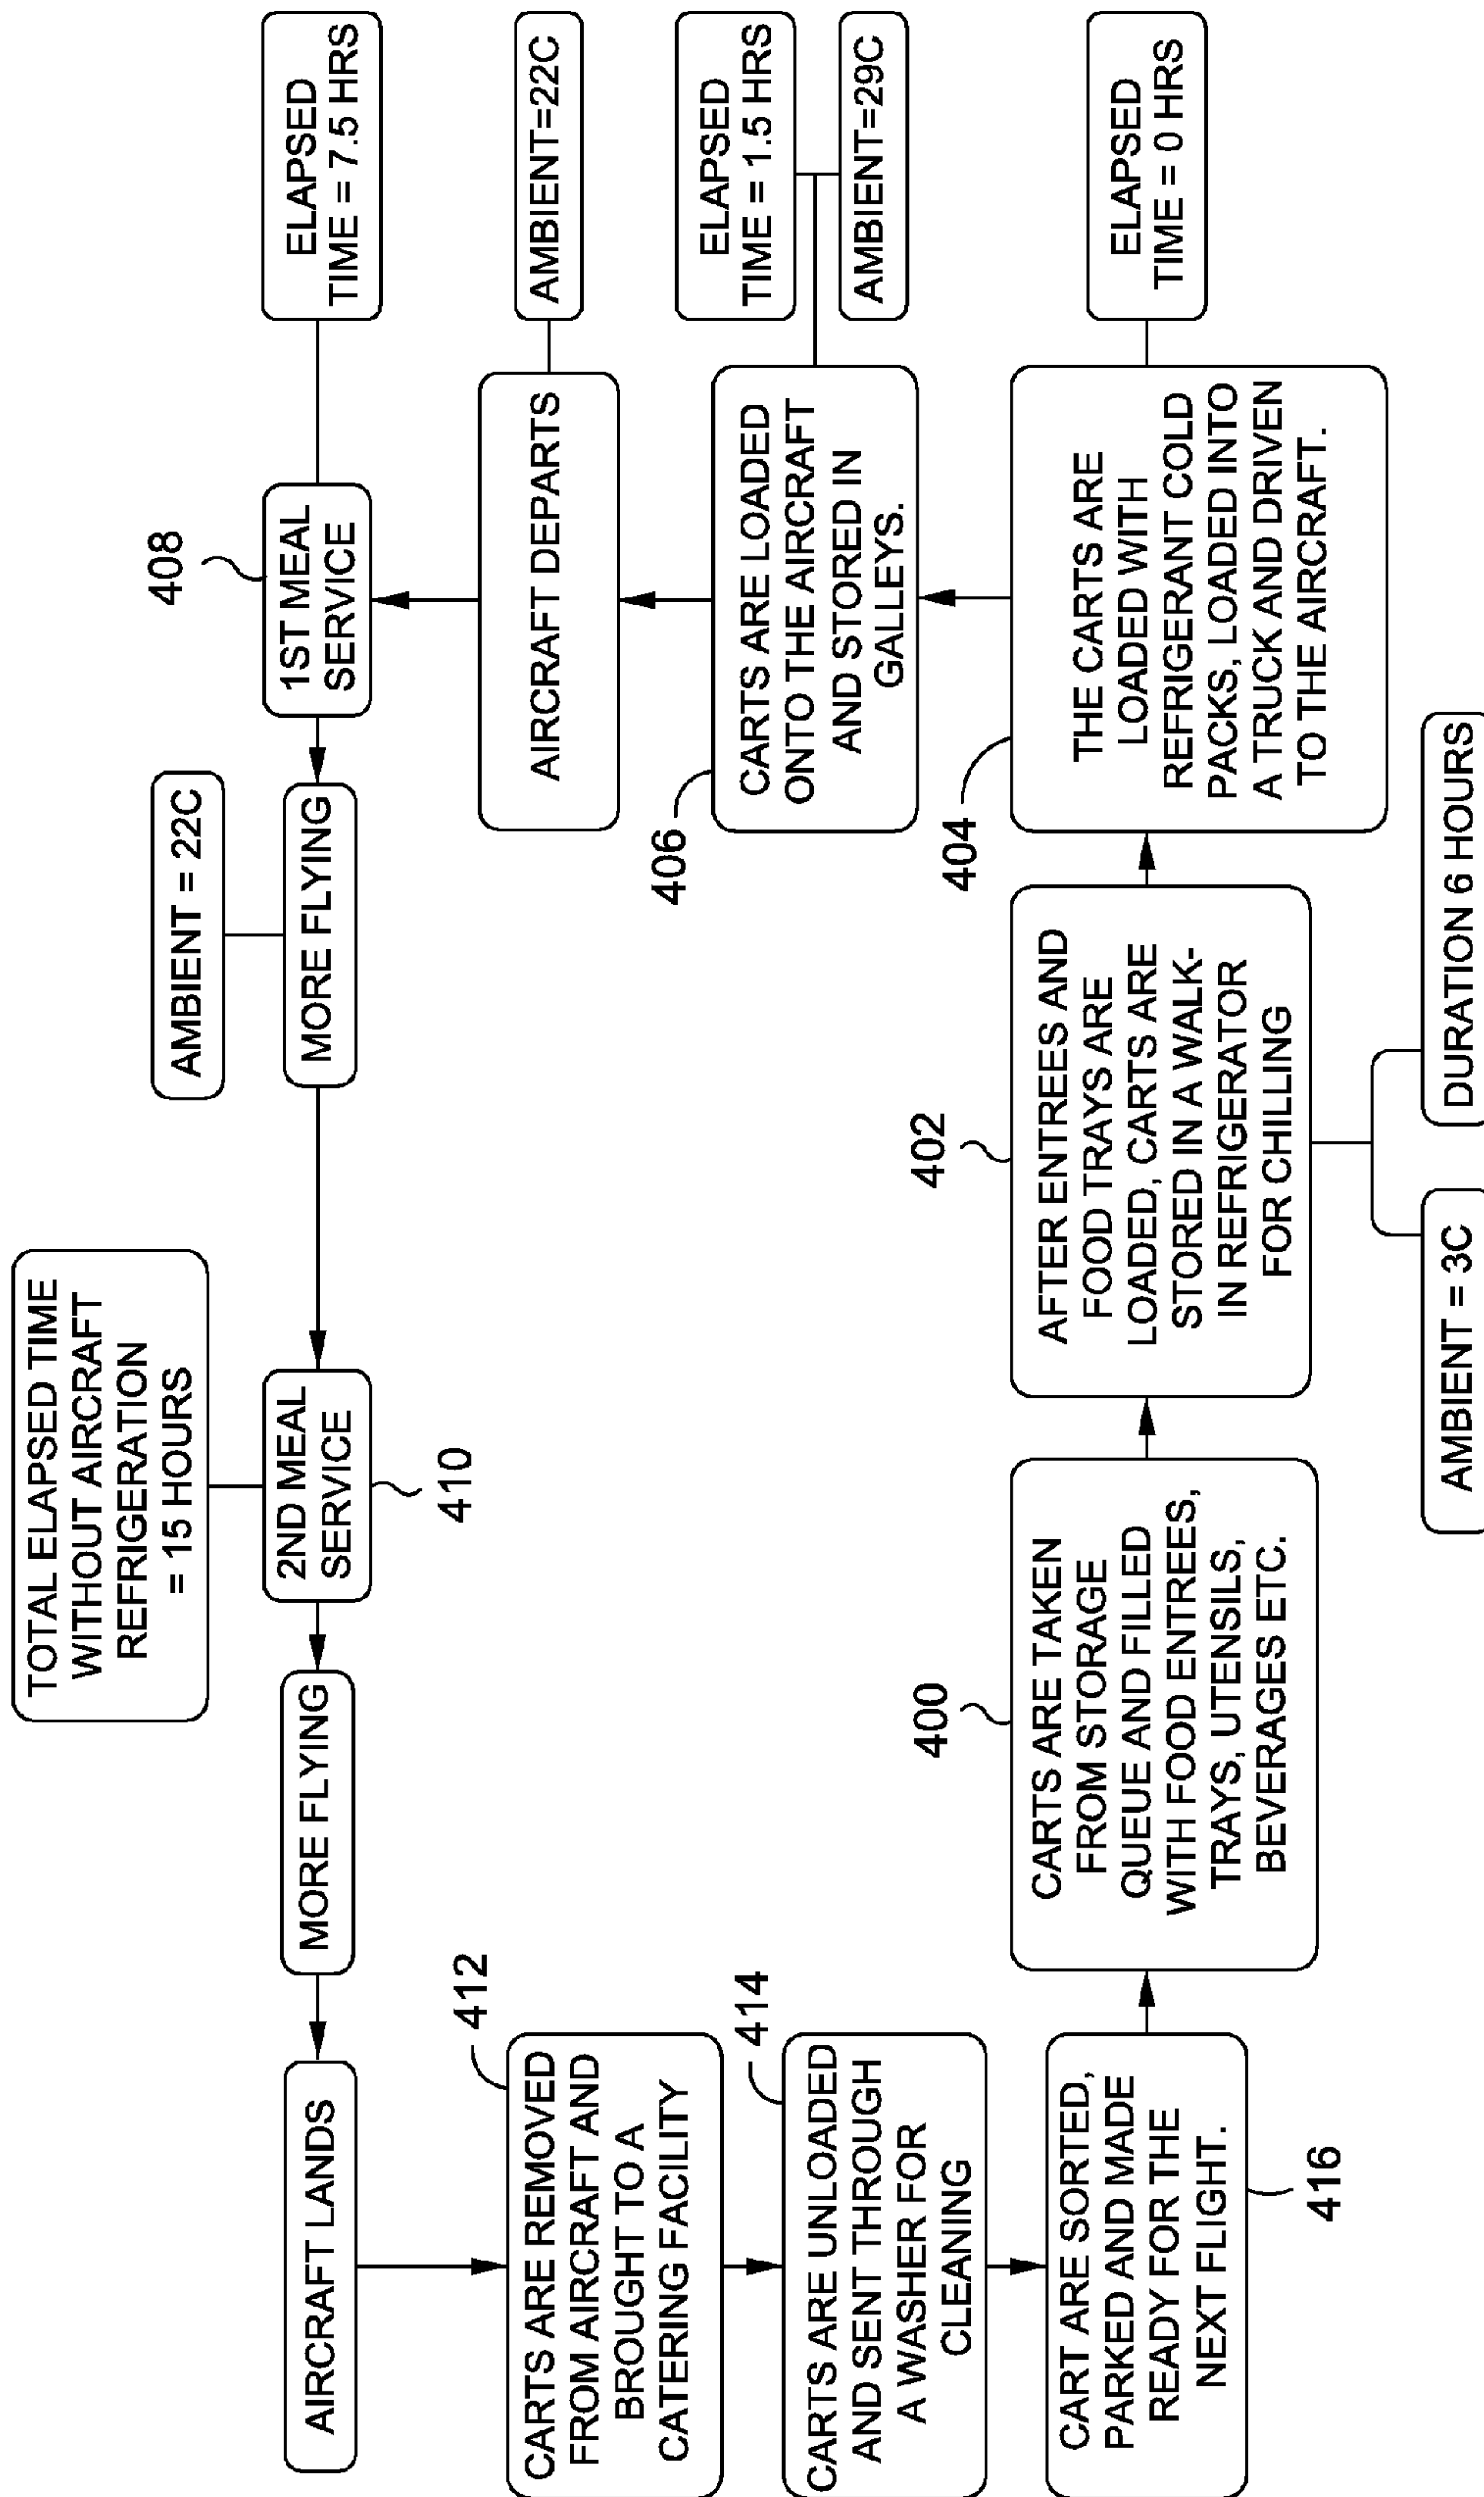 TOTAL ELAPSED TIME
WITHOUT AIRCRAFT
REFRIGERATION
= 15 HOURS
AMBIENT = 22C
408
AIRCRAFT LANDS
MORE FLYING
2ND MEAL
SERVICE
410
MORE FLYING
1ST MEAL
SERVICE
ELAPSED
TIME = 7.5 HRS
412
CARTS ARE REMOVED
FROM AIRCRAFT AND
BROUGHT TO A
CATERING FACILITY
AIRCRAFT DEPARTS
AMBIENT=22C
414
CARTS ARE UNLOADED
AND SENT THROUGH
A WASHER FOR
CLEANING
406
CARTS ARE LOADED
ONTO THE AIRCRAFT
AND STORED IN
GALLEYS.
ELAPSED
TIME = 1.5 HRS
AMBIENT=29C
CART ARE SORTED,
PARKED AND MADE
READY FOR THE
NEXT FLIGHT.
416
400
CARTS ARE TAKEN
FROM STORAGE
QUEUE AND FILLED
WITH FOOD ENTREES,
TRAYS, UTENSILS,
BEVERAGES ETC.
402
AFTER ENTREES AND
FOOD TRAYS ARE
LOADED, CARTS ARE
STORED IN A WALK-
IN REFRIGERATOR
FOR CHILLING
404
THE CARTS ARE
LOADED WITH
REFRIGERANT COLD
PACKS, LOADED INTO
A TRUCK AND DRIVEN
TO THE AIRCRAFT.
ELAPSED
TIME = 0 HRS
AMBIENT = 3C
DURATION 6 HOURS